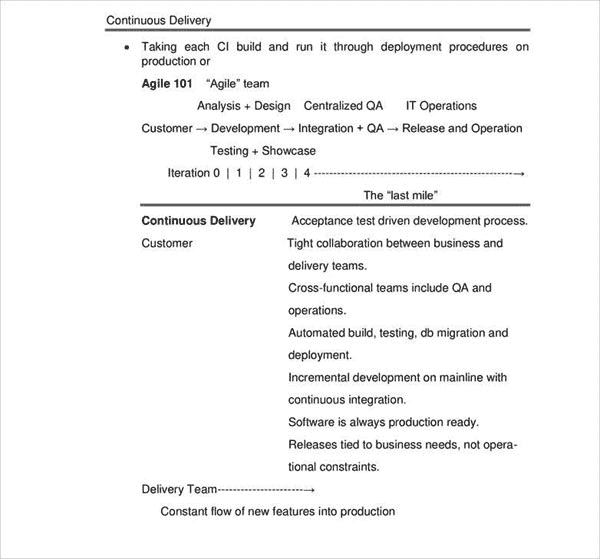 Continuous Delivery
• Taking each CI build and run it through deployment procedures on
production or
Agile 101 “Agile” team
Analysis + Design Centralized QA IT Operations
Customer → Development → Integration + QA → Release and Operation
Testing + Showcase
Iteration 0 | 1 | 2 | 3 | 4 ----------------------------------------------------→
The “last mile”
Continuous Delivery Acceptance test driven development process.
Customer Tight collaboration between business and
delivery teams.
Cross-functional teams include QA and
operations.
Automated build, testing, db migration and
deployment.
Incremental development on mainline with
continuous integration.
Software is always production ready.
Releases tied to business needs, not opera-
tional constraints.
Delivery Team----------------------→
Constant flow of new features into production